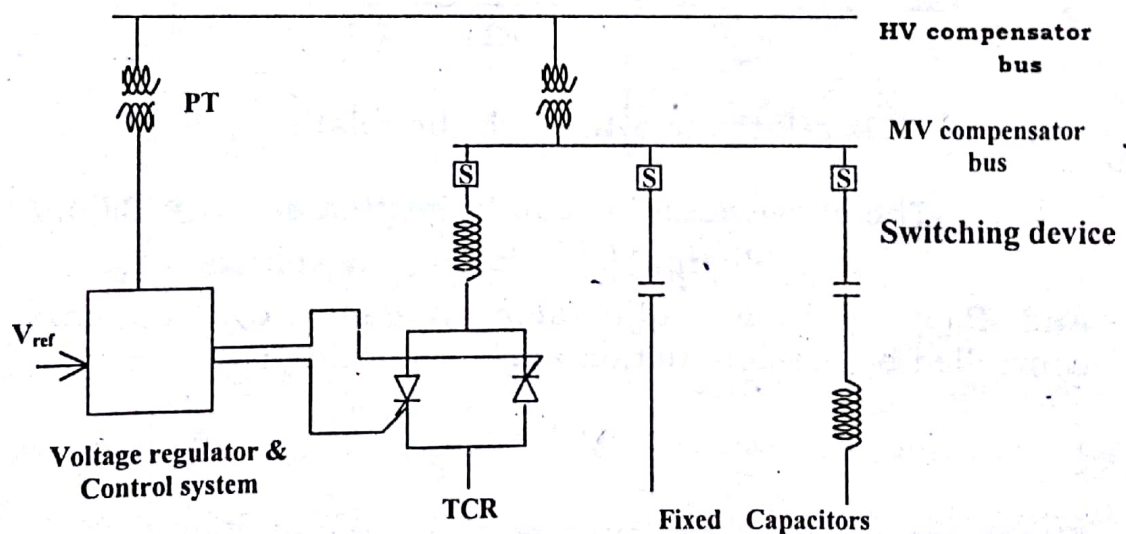 HV compensator
bus
PT
MV compensator
bus
S
S
S
Switching device
Vref
Voltage regulator &
Control system
TCR
Fixed Capacitors